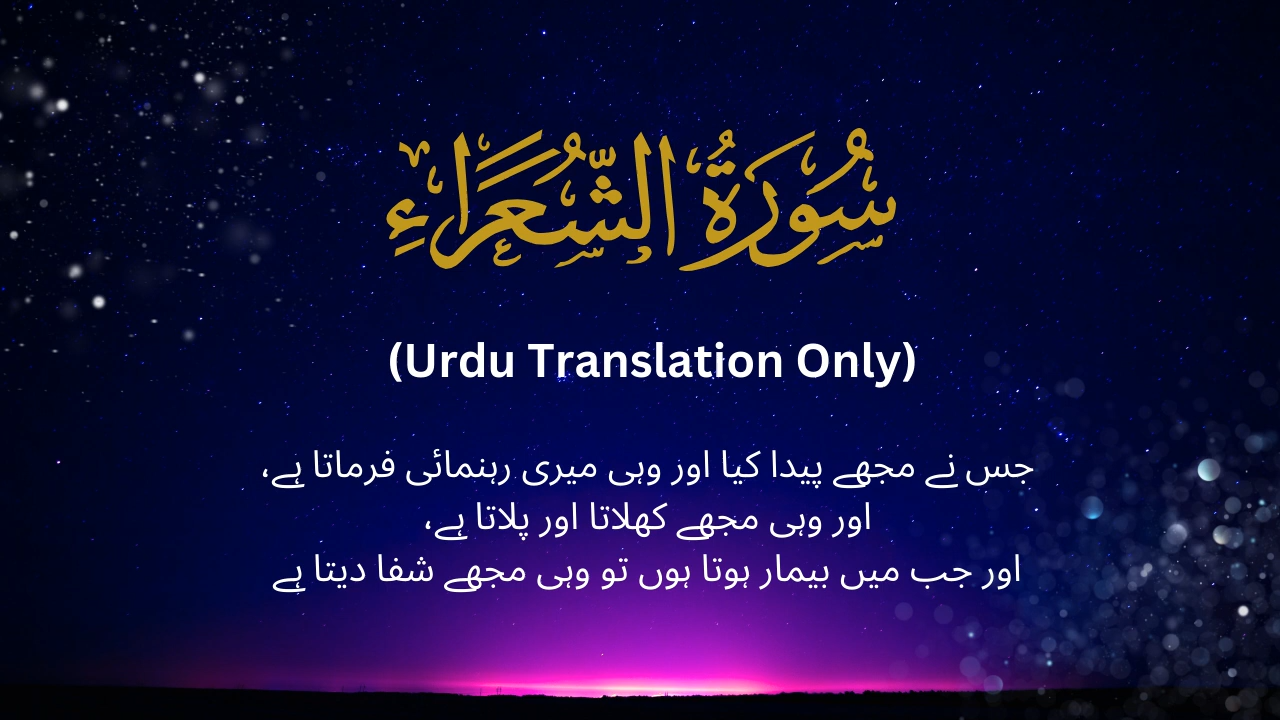 سُورَةُ الشُّعَرَاءِ
(Urdu Translation Only)
جس نے مجھے پیدا کیا اور وہی میری رہنمائی فرماتا ہے،
اور وہی مجھے کھلاتا اور پلاتا ہے،
اور جب میں بیمار ہوتا ہوں تو وہی مجھے شفا دیتا ہے